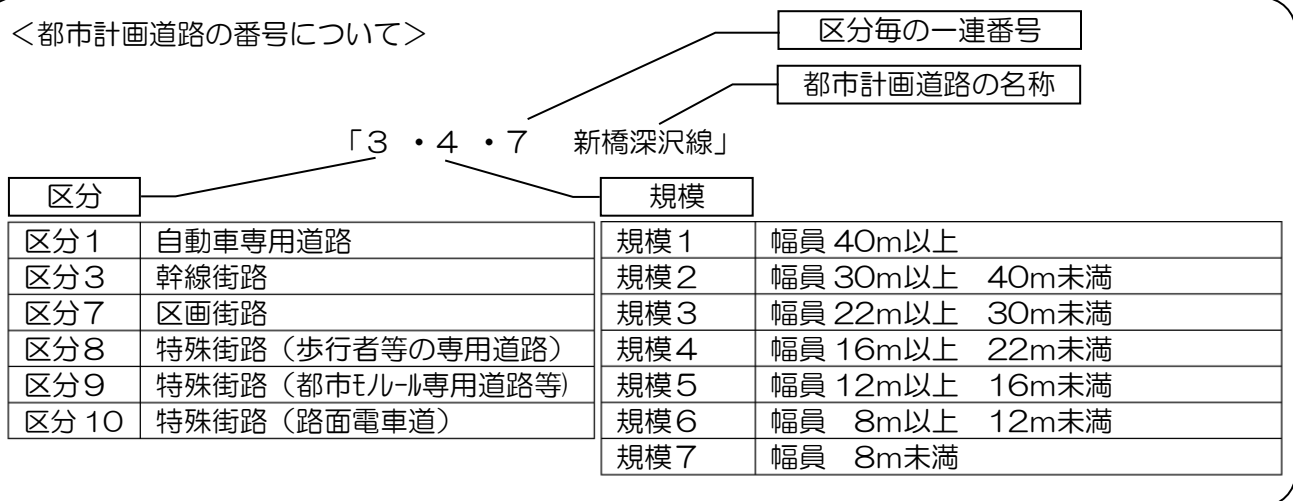 <都市計画道路の番号について>
区分毎の一連番号
都市計画道路の名称
「3・4・7 新橋深沢線」
区分
区分1 自動車専用道路
区分3 幹線街路
区分7 区画街路
区分8 特殊街路(歩行者等の専用道路)
区分9 特殊街路(都市モノレール専用道路等)
区分10 特殊街路(路面電車道)
規模
規模1 幅員40m以上
規模2 幅員30m以上 40m未満
規模3 幅員22m以上 30m未満
規模4 幅員16m以上 22m未満
規模5 幅員12m以上 16m未満
規模6 幅員 8m以上 12m未満
規模7 幅員 8m未満